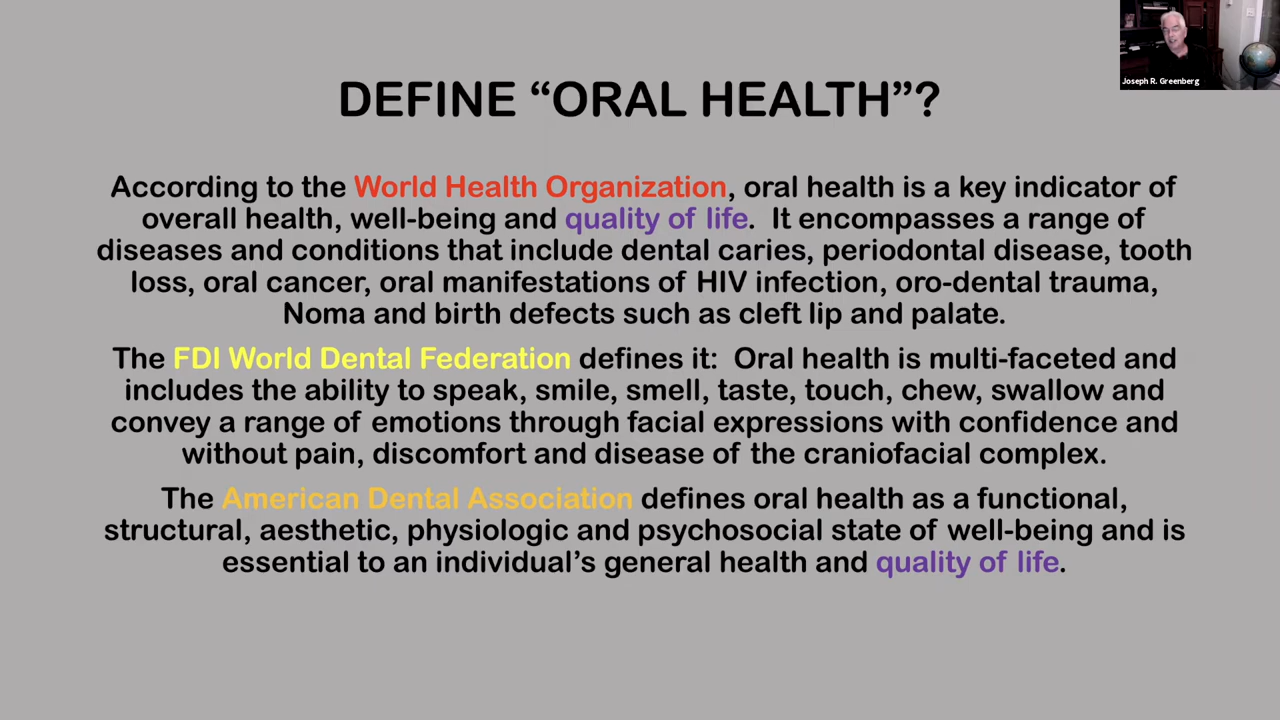 Joseph R. Greenberg
DEFINE “ORAL HEALTH”?
According to the World Health Organization, oral health is a key indicator of
overall health, well-being and quality of life.  It encompasses a range of
diseases and conditions that include dental caries, periodontal disease, tooth
loss, oral cancer, oral manifestations of HIV infection, oro-dental trauma,
Noma and birth defects such as cleft lip and palate.
The FDI World Dental Federation defines it:  Oral health is multi-faceted and
includes the ability to speak, smile, smell, taste, touch, chew, swallow and
convey a range of emotions through facial expressions with confidence and
without pain, discomfort and disease of the craniofacial complex.
The American Dental Association defines oral health as a functional,
structural, aesthetic, physiologic and psychosocial state of well-being and is
essential to an individual’s general health and quality of life.